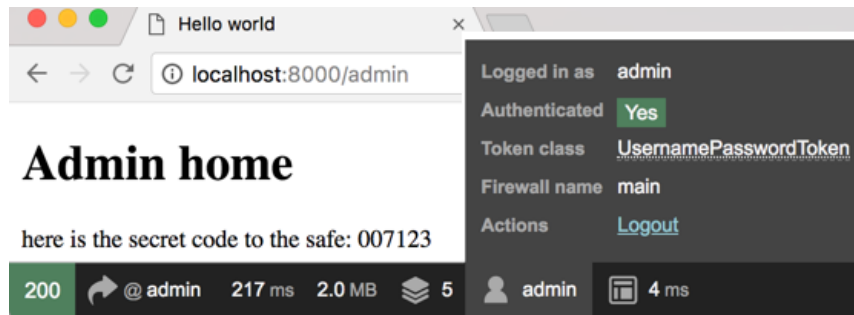 Hello world
localhost:8000/admin
Admin home
here is the secret code to the safe: 007123
Logged in as admin
Authenticated Yes
Token class UsernamePasswordToken
Firewall name main
Actions Logout
200 @ admin 217 ms 2.0 MB 5 admin 4 ms